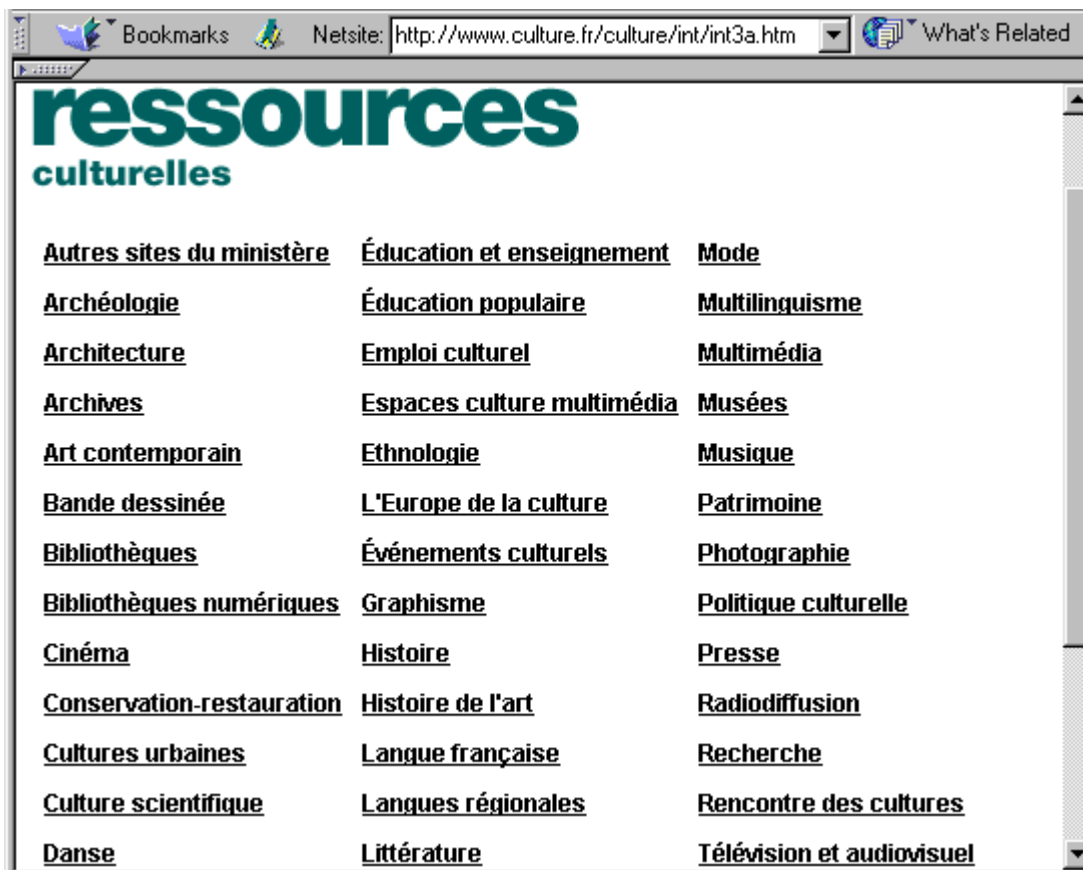 Bookmarks Netsite: http://www.culture.fr/culture/int/int3a.htm What's Related
ressources
culturelles
Autres sites du ministère Éducation et enseignement Mode
Archéologie Éducation populaire Multilinguisme
Architecture Emploi culturel Multimédia
Archives Espaces culture multimédia Musées
Art contemporain Ethnologie Musique
Bande dessinée L'Europe de la culture Patrimoine
Bibliothèques Événements culturels Photographie
Bibliothèques numériques Graphisme Politique culturelle
Cinéma Histoire Presse
Conservation-restauration Histoire de l'art Radiodiffusion
Cultures urbaines Langue française Recherche
Culture scientifique Langues régionales Rencontre des cultures
Danse Littérature Télévision et audiovisuel